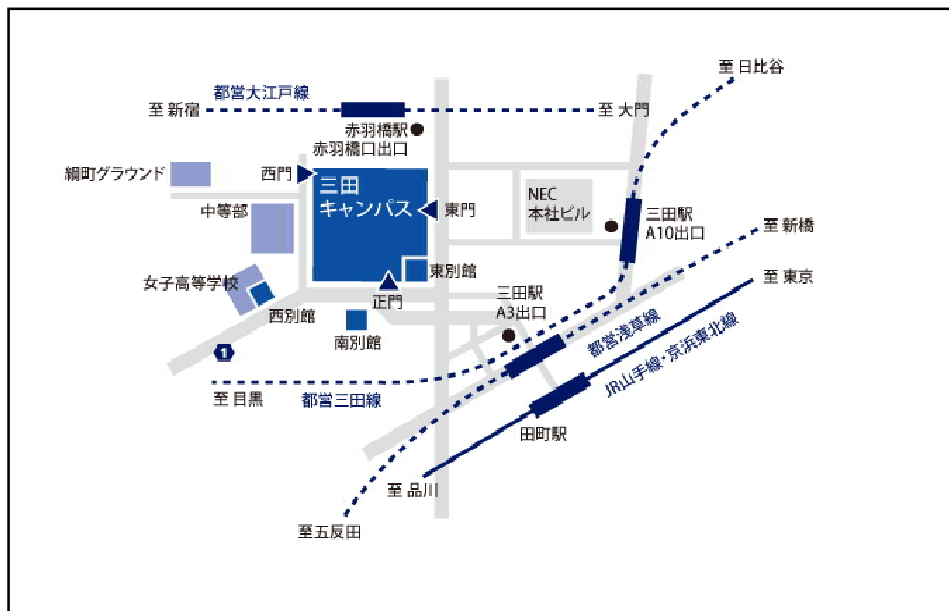 至 日比谷
都営大江戸線
至 新宿
至 大門
赤羽橋駅
赤羽橋口出口
綱町グラウンド
西門
三田
キャンパス
中等部
東門
NEC
本社ビル
三田駅
A10出口
至 新橋
東別館
女子高等学校
正門
三田駅
A3出口
至 東京
西別館
南別館
1
都営浅草線
JR山手線・京浜東北線
至 目黒
都営三田線
田町駅
至 品川
至五反田